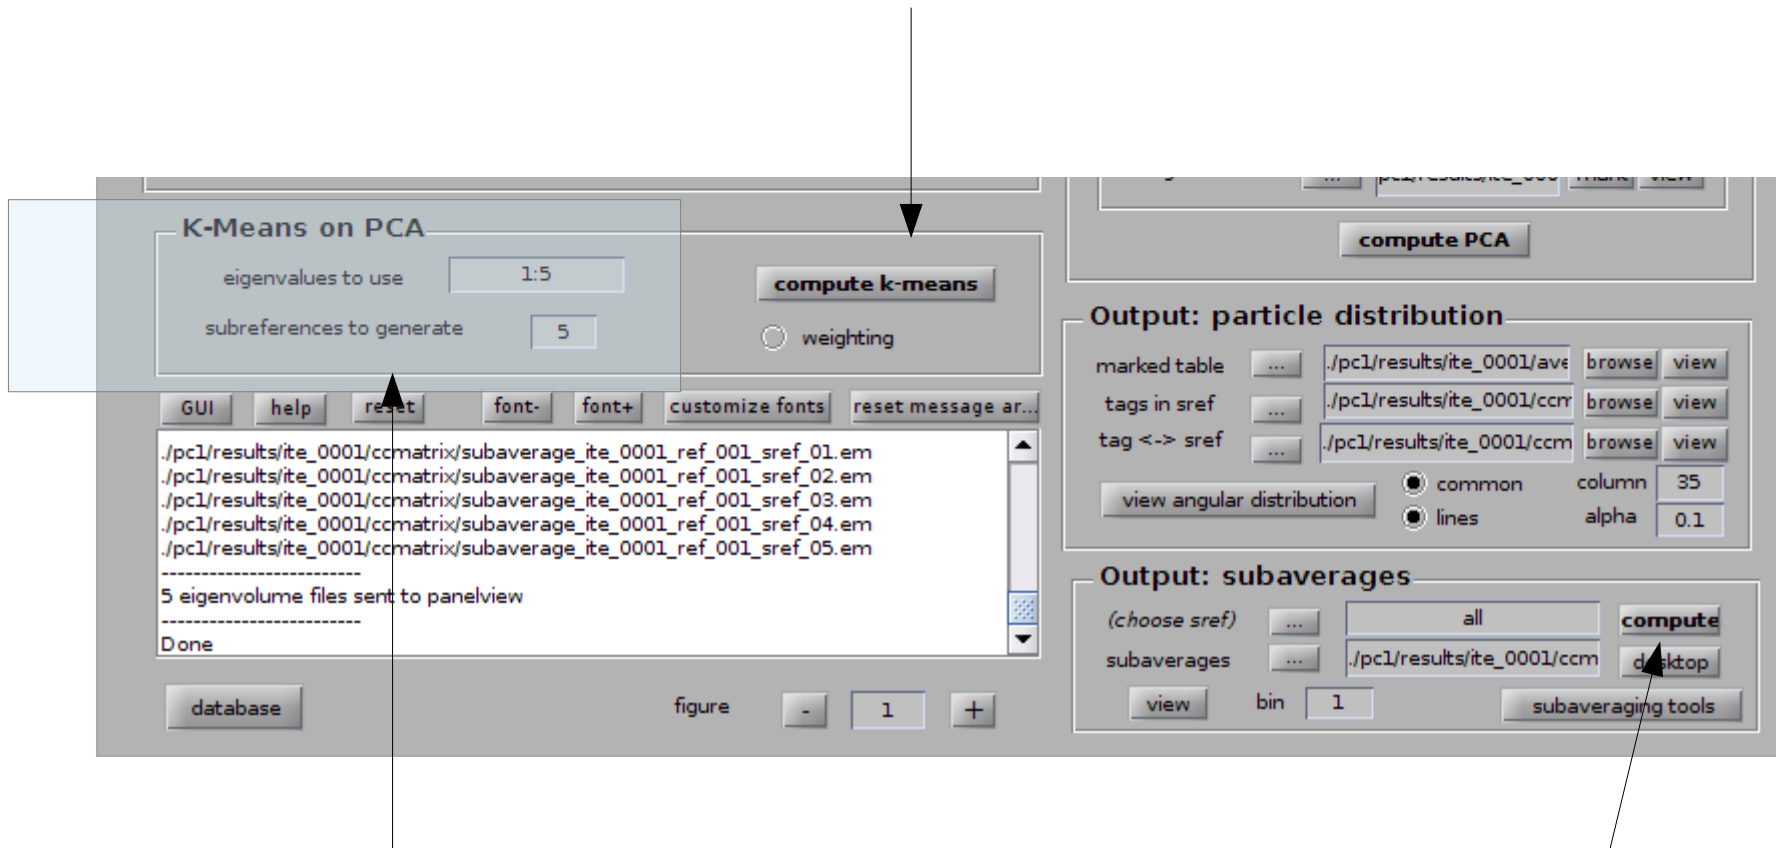 K-Means on PCA
eigenvalues to use 1:5
subreferences to generate 5
compute k-means
weighting
GUI help reset font- font+ customize fonts reset message ar...
./pc1/results/ite_0001/ccmatrix/subaverage_ite_0001_ref_001_sref_01.em
./pc1/results/ite_0001/ccmatrix/subaverage_ite_0001_ref_001_sref_02.em
./pc1/results/ite_0001/ccmatrix/subaverage_ite_0001_ref_001_sref_03.em
./pc1/results/ite_0001/ccmatrix/subaverage_ite_0001_ref_001_sref_04.em
./pc1/results/ite_0001/ccmatrix/subaverage_ite_0001_ref_001_sref_05.em
-------------------------
5 eigenvolume files sent to panelview
-------------------------
Done
database
figure - 1 +
compute PCA
Output: particle distribution
marked table ... ./pc1/results/ite_0001/ave browse view
tags in sref ... ./pc1/results/ite_0001/ccm browse view
tag <-> sref ... ./pc1/results/ite_0001/ccm browse view
view angular distribution
common column 35
lines alpha 0.1
Output: subaverages
(choose sref) ... all compute
subaverages ... ./pc1/results/ite_0001/ccm desktop
view bin 1 subaveraging tools